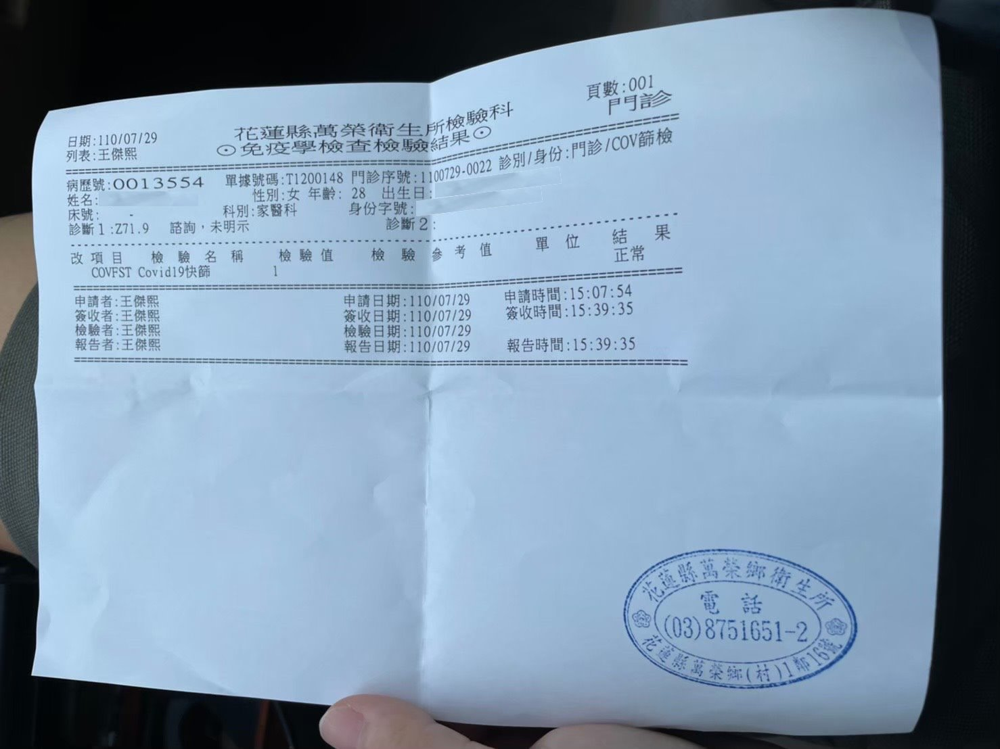 頁數:001
門診
日期:110/07/29
列表:王傑熙
花蓮縣萬榮衛生所檢驗科
⊙免疫學檢查檢驗結果⊙
病歷號:0013554 單據號碼:T1200148 門診序號:1100729-0022 診別/身份:門診/COV篩檢
姓名: 性別:女 年齡: 28 出生日:
床號: - 科別:家醫科 身份字號:
診斷1:Z71.9 諮詢，未明示 診斷2:
改 項目 檢驗名稱 檢驗值 檢驗參考值 單位 結果
COVFST Covid19快篩 1 正常
申請者:王傑熙 申請日期:110/07/29 申請時間:15:07:54
簽收者:王傑熙 簽收日期:110/07/29 簽收時間:15:39:35
檢驗者:王傑熙 檢驗日期:110/07/29
報告者:王傑熙 報告日期:110/07/29 報告時間:15:39:35
花蓮縣萬榮鄉衛生所
電話
(03)8751651-2
花蓮縣萬榮鄉(村)1鄰16號